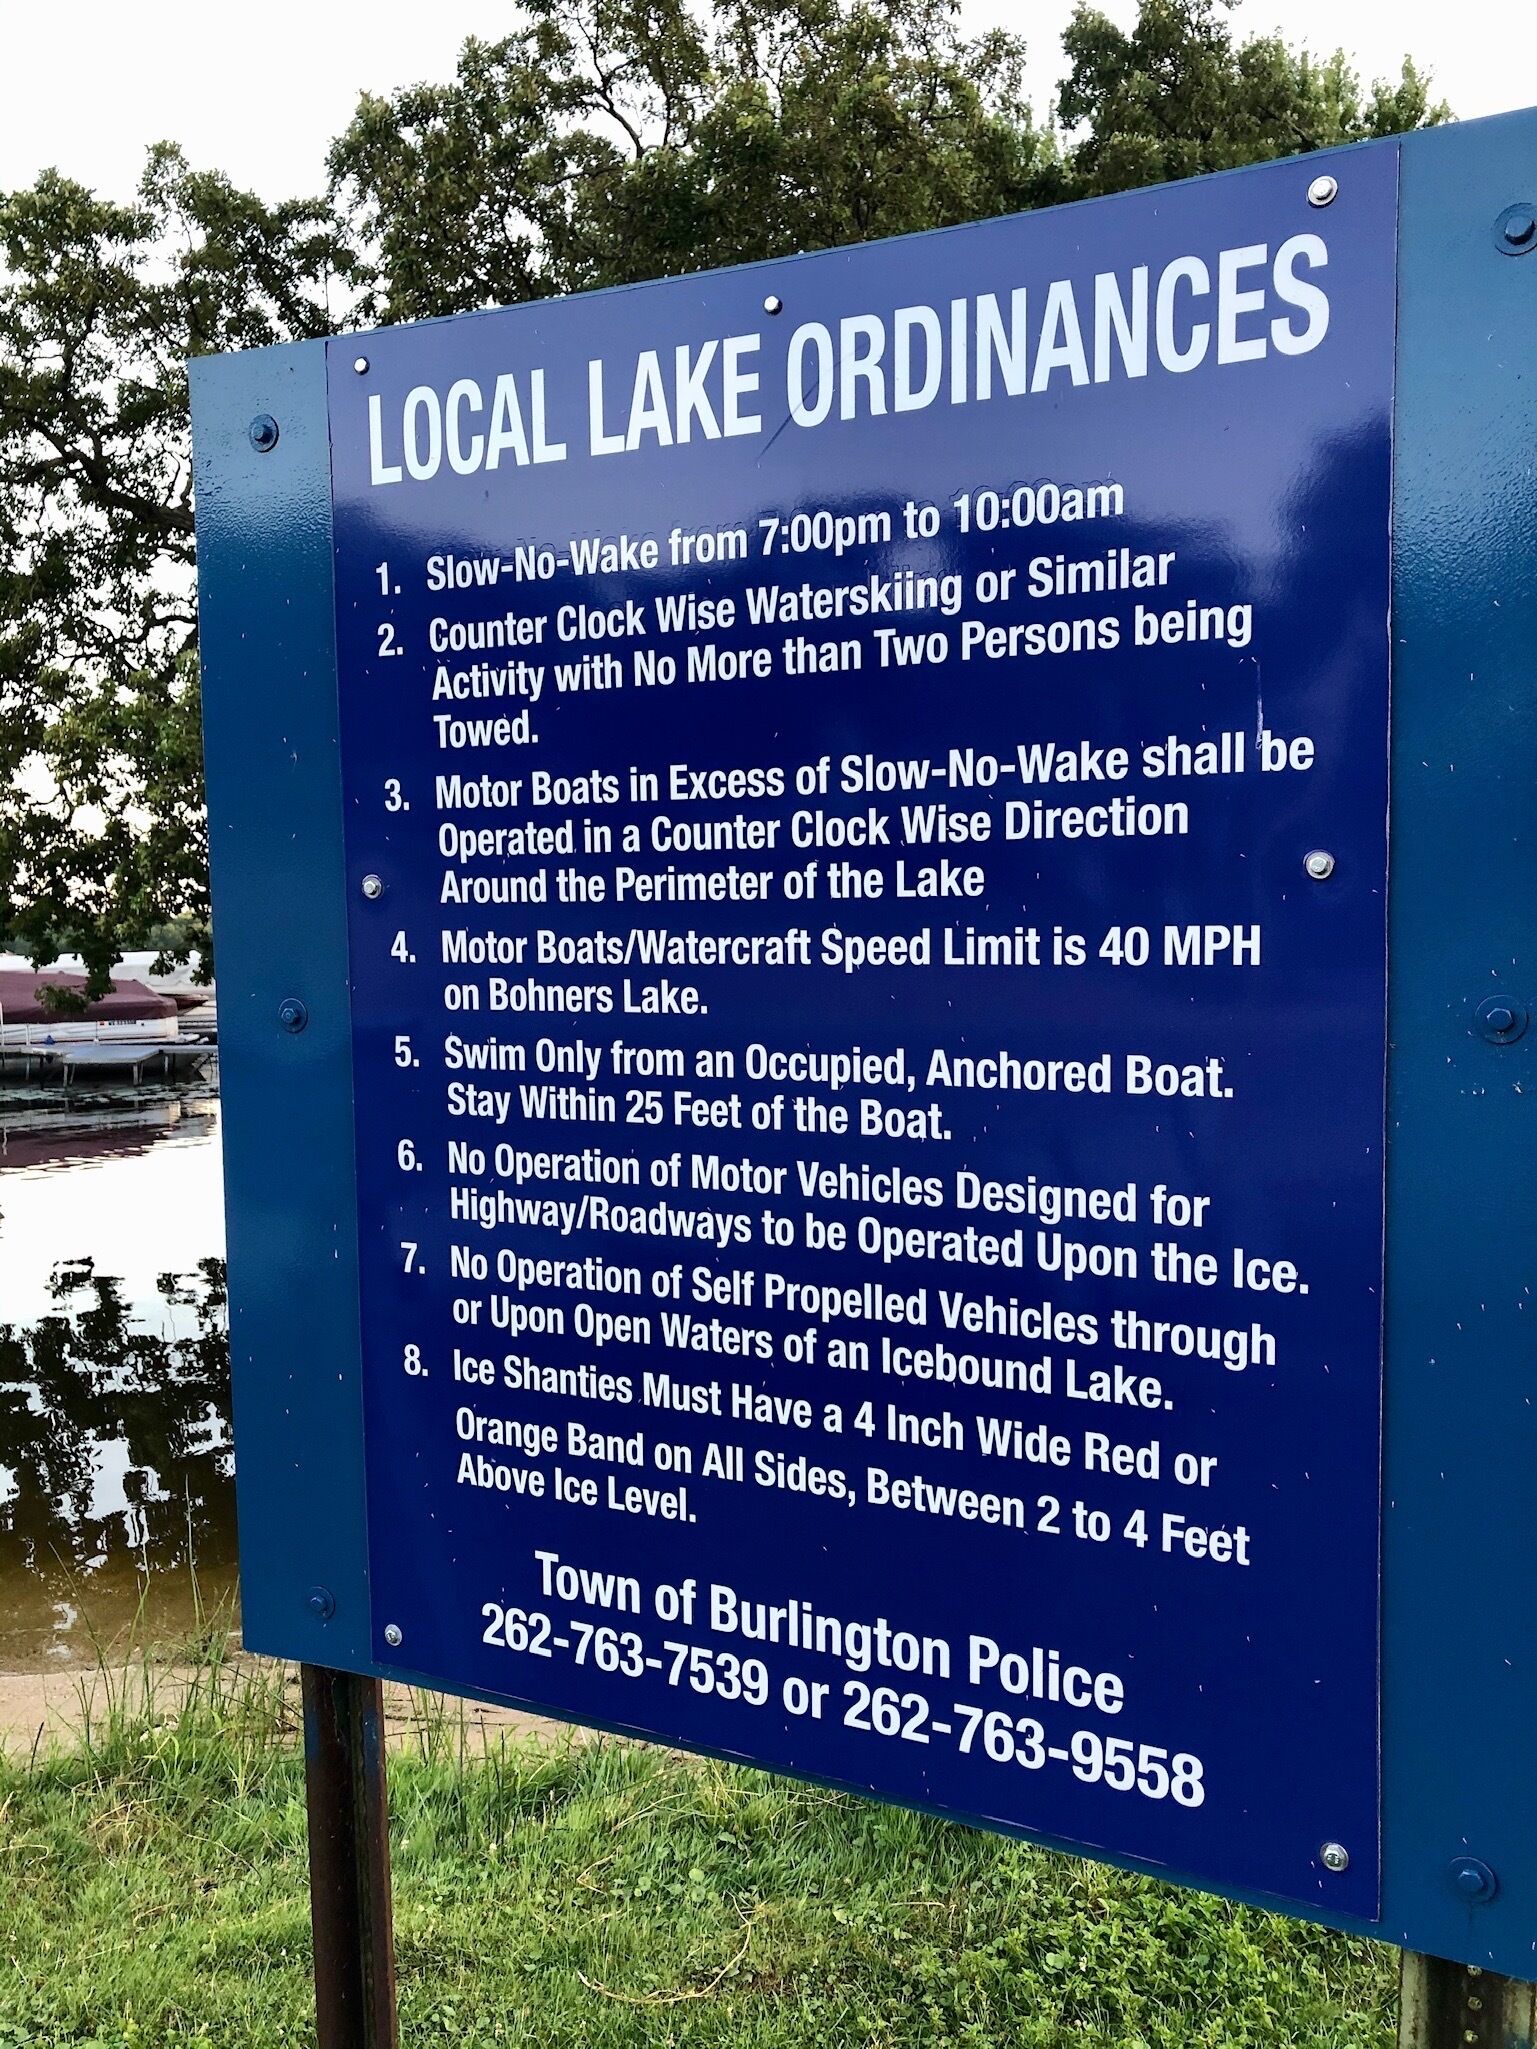 LOCAL LAKE ORDINANCES
1. Slow-No-Wake from 7:00pm to 10:00am
2. Counter Clock Wise Waterskiing or Similar
Activity with No More than Two Persons being
Towed.
3. Motor Boats in Excess of Slow-No-Wake shall be
Operated in a Counter Clock Wise Direction
Around the Perimeter of the Lake
4. Motor Boats/Watercraft Speed Limit is 40 MPH
on Bohners Lake.
5. Swim Only from an Occupied, Anchored Boat.
Stay Within 25 Feet of the Boat.
6. No Operation of Motor Vehicles Designed for
Highway/Roadways to be Operated Upon the Ice.
7. No Operation of Self Propelled Vehicles through
or Upon Open Waters of an Icebound Lake.
8. Ice Shanties Must Have a 4 Inch Wide Red or
Orange Band on All Sides, Between 2 to 4 Feet
Above Ice Level.
Town of Burlington Police
262-763-7539 or 262-763-9558